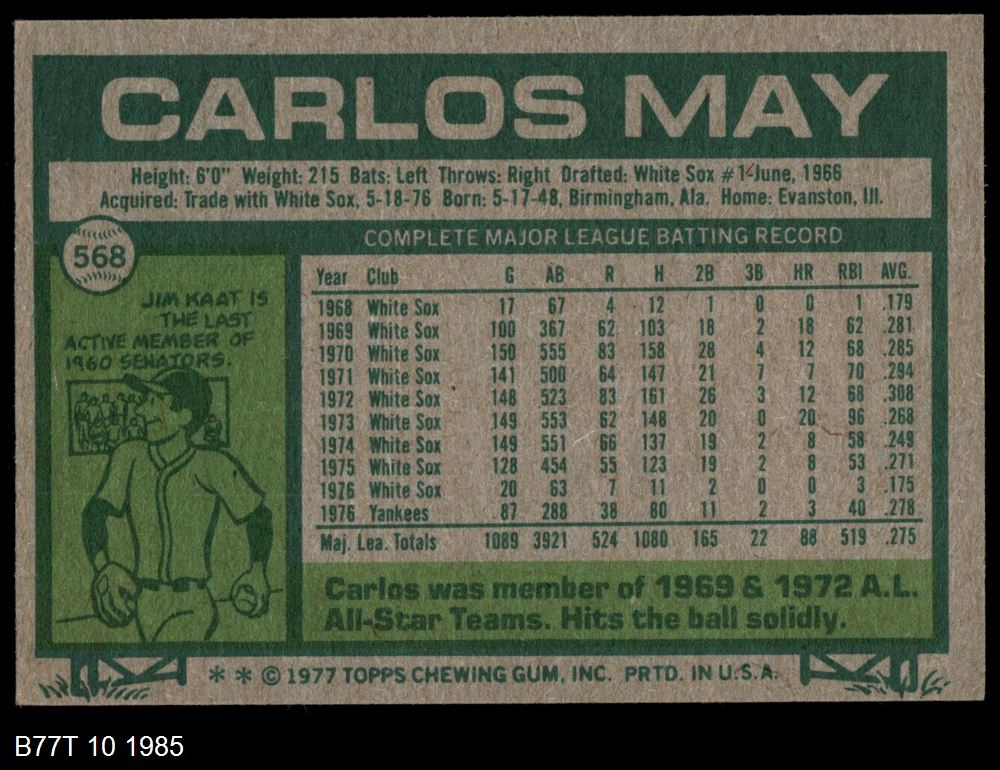 CARLOS MAY
Height: 6'0" Weight: 215 Bats: Left Throws: Right Drafted: White Sox #1-June, 1966
Acquired: Trade with White Sox, 5-18-76 Born: 5-17-48, Birmingham, Ala. Home: Evanston, Ill.
568
COMPLETE MAJOR LEAGUE BATTING RECORD
JIM KAAT IS
THE LAST
ACTIVE MEMBER OF
1960 SENATORS.
Year Club G AB R H 2B 3B HR RBI AVG.
1968 White Sox 17 67 4 12 1 0 0 1 .179
1969 White Sox 100 367 62 103 18 2 18 62 .281
1970 White Sox 150 555 83 158 28 4 12 68 .285
1971 White Sox 141 500 64 147 21 7 7 70 .294
1972 White Sox 148 523 83 161 26 3 12 68 .308
1973 White Sox 149 553 62 148 20 0 20 96 .268
1974 White Sox 149 551 66 137 19 2 8 58 .249
1975 White Sox 128 454 55 123 19 2 8 53 .271
1976 White Sox 20 63 7 11 2 0 0 3 .175
1976 Yankees 87 288 38 80 11 2 3 40 .278
Maj. Lea. Totals 1089 3921 524 1080 165 22 88 519 .275
Carlos was member of 1969 & 1972 A.L.
All-Star Teams. Hits the ball solidly.
* * © 1977 TOPPS CHEWING GUM, INC. PRTD. IN U.S.A.
B77T 10 1985